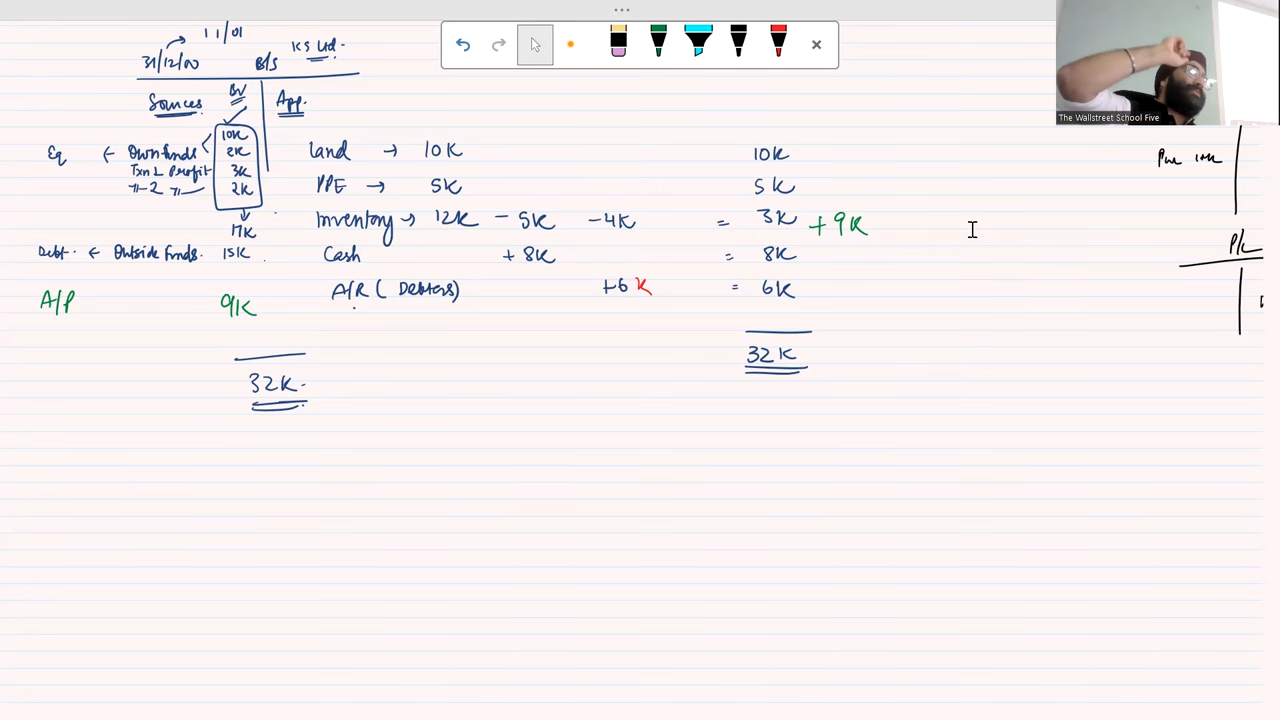 11/01
31/12/00 B/S KS Ltd.
Sources BV App.
10K
Eq ← Own funds 2K Land → 10K 10K
Txn 1 Profit 3K
2 2K PPE → 5K 5K
17K Inventory → 12K - 5K - 4K = 3K + 9K
Debt ← Outside funds. 15K Cash + 8K = 8K
A/P 9K A/R ( Debtors) +6K = 6K
32K
32K.
10K
P/L
The Wallstreet School Five